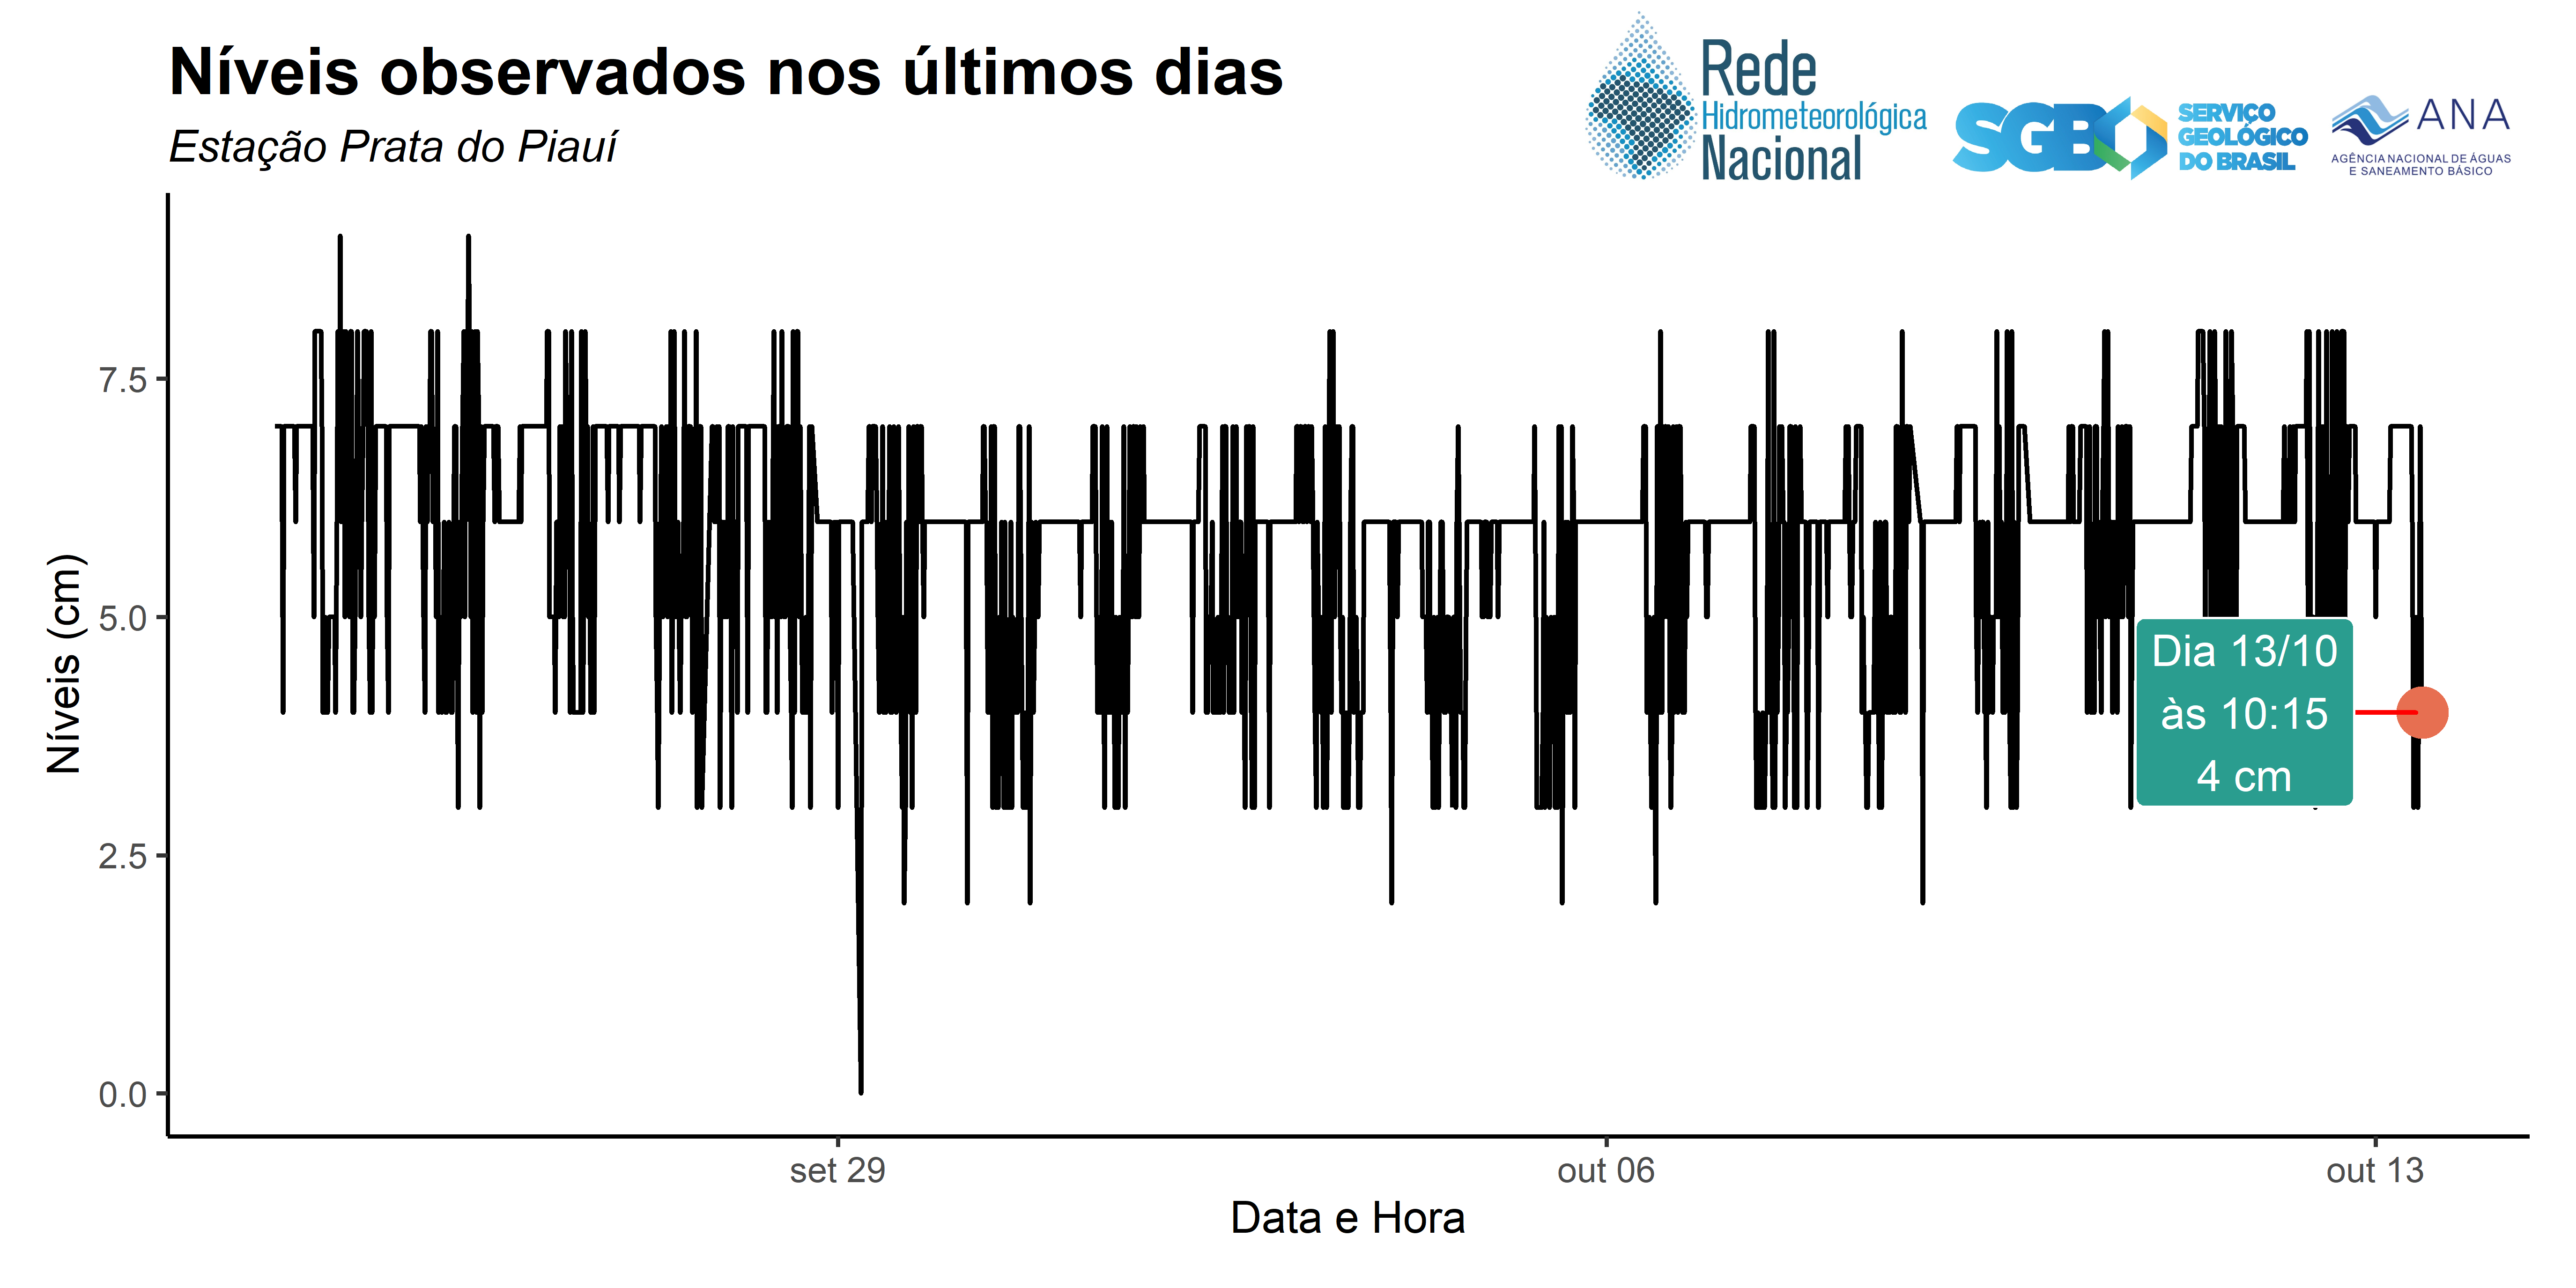 Níveis observados nos últimos dias
Estação Prata do Piauí
Rede
Hidrometeorológica
Nacional
SGB
SERVIÇO
GEOLÓGICO
DO BRASIL
ANA
AGÊNCIA NACIONAL DE ÁGUAS
E SANEAMENTO BÁSICO
Níveis (cm)
7.5
5.0
2.5
0.0
Dia 13/10
às 10:15
4 cm
set 29
out 06
out 13
Data e Hora